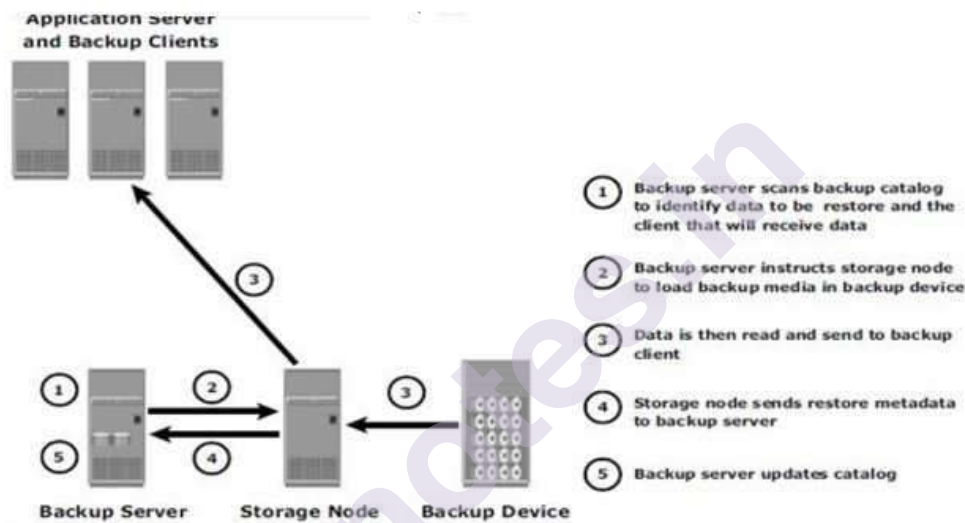 Application Server
and Backup Clients
1 Backup server scans backup catalog
to identify data to be restore and the
client that will receive data
2 Backup server instructs storage node
to load backup media in backup device
3 Data is then read and send to backup
client
4 Storage node sends restore metadata
to backup server
5 Backup server updates catalog
3
1
2
3
5
4
Backup Server
Storage Node
Backup Device
notes.in